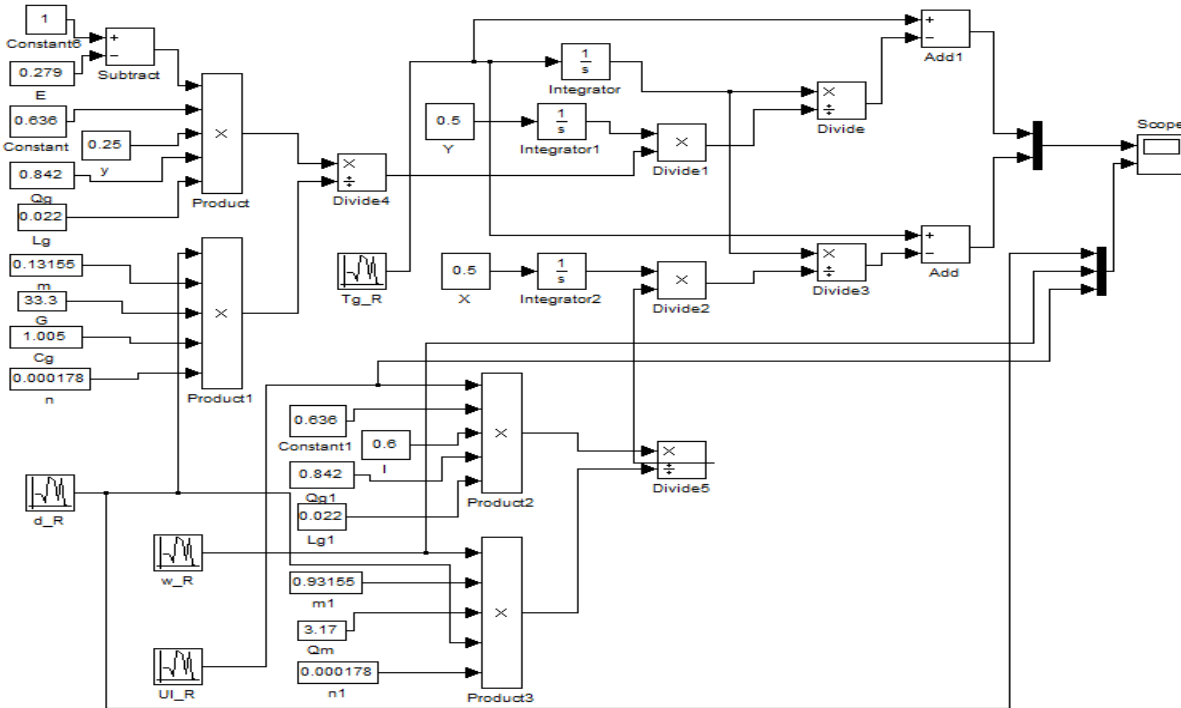 1
Constant6
+
−
Subtract
0.279
E
0.636
Constant
0.25
y
0.842
Qg
0.022
Lg
×
Product
0.13155
m
33.3
G
1.005
Cg
0.000178
n
×
Product1
×
÷
Divide4
Tg_R
1
s
Integrator
0.5
Y
1
s
Integrator1
×
Divide1
×
÷
Divide
+
−
Add1
Scope
0.5
X
1
s
Integrator2
×
Divide2
×
÷
Divide3
+
−
Add
0.636
Constant1
0.6
I
0.842
Qg1
0.022
Lg1
×
Product2
×
÷
Divide5
d_R
w_R
UI_R
0.93155
m1
3.17
Qm
0.000178
n1
×
Product3